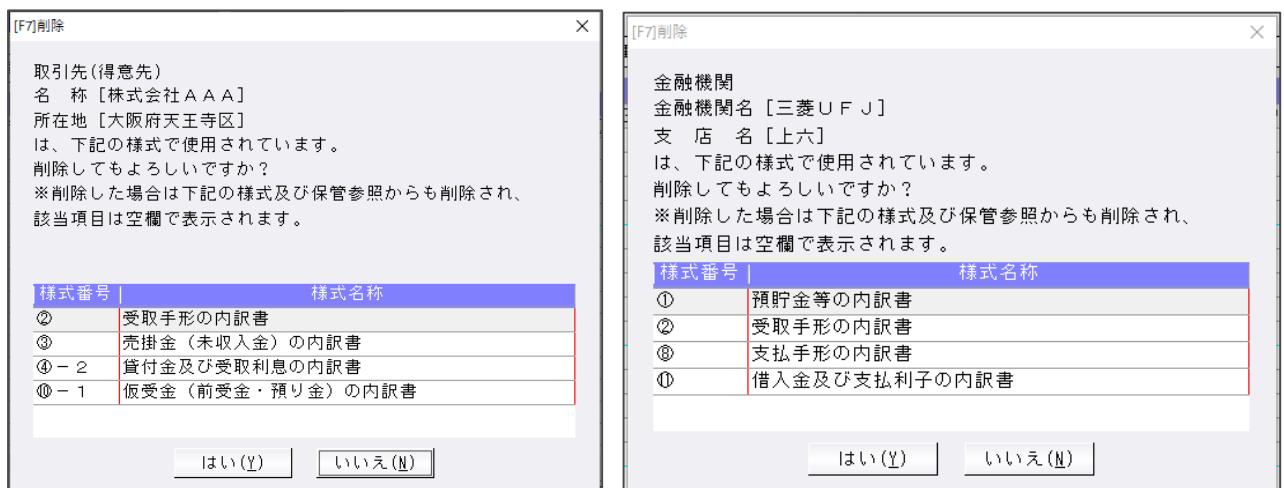 [F7]削除
取引先(得意先)
名　称［株式会社ＡＡＡ］
所在地［大阪府天王寺区］
は、下記の様式で使用されています。
削除してもよろしいですか？
※削除した場合は下記の様式及び保管参照からも削除され、
該当項目は空欄で表示されます。
様式番号 様式名称
② 受取手形の内訳書
③ 売掛金（未収入金）の内訳書
④－２ 貸付金及び受取利息の内訳書
⑩－１ 仮受金（前受金・預り金）の内訳書
はい(Y) いいえ(N)
[F7]削除
金融機関
金融機関名［三菱ＵＦＪ］
支　店　名［上六］
は、下記の様式で使用されています。
削除してもよろしいですか？
※削除した場合は下記の様式及び保管参照からも削除され、
該当項目は空欄で表示されます。
様式番号 様式名称
① 預貯金等の内訳書
② 受取手形の内訳書
⑧ 支払手形の内訳書
⑪ 借入金及び支払利子の内訳書
はい(Y) いいえ(N)